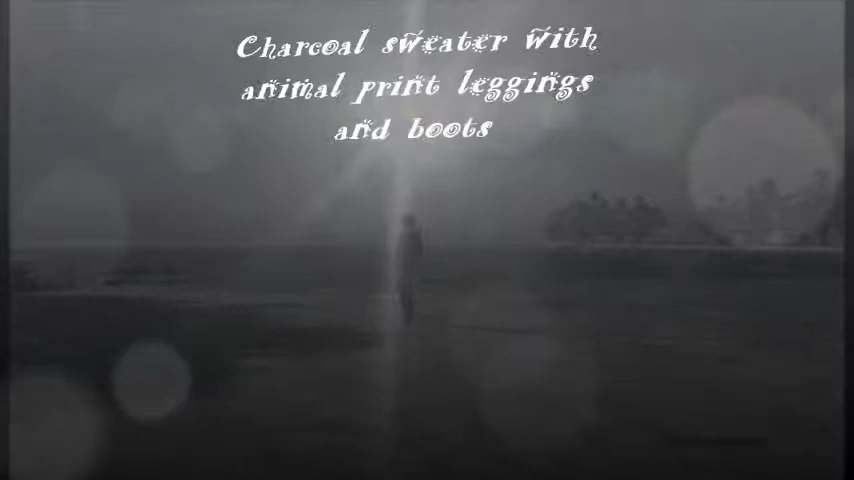 Charcoal sweater with
animal print leggings
and boots